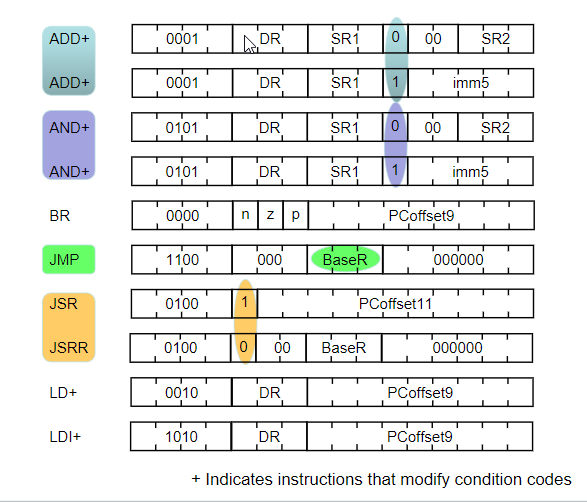 ADD+ 0001 DR SR1 0 00 SR2
ADD+ 0001 DR SR1 1 imm5
AND+ 0101 DR SR1 0 00 SR2
AND+ 0101 DR SR1 1 imm5
BR 0000 n z p PCoffset9
JMP 1100 000 BaseR 000000
JSR 0100 1 PCoffset11
JSRR 0100 0 00 BaseR 000000
LD+ 0010 DR PCoffset9
LDI+ 1010 DR PCoffset9
+ Indicates instructions that modify condition codes